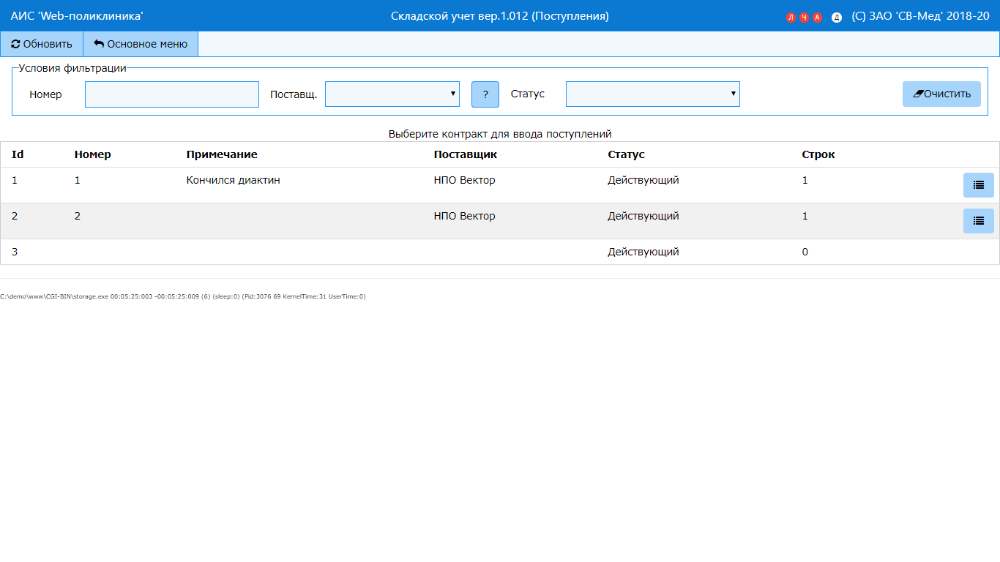 АИС 'Web-поликлиника' Складской учет вер.1.012 (Поступления) Л Ч А Д (C) ЗАО 'СВ-Мед' 2018-20
Обновить Основное меню
Условия фильтрации
Номер Поставщ. ? Статус Очистить
Выберите контракт для ввода поступлений
Id Номер Примечание Поставщик Статус Строк
1 1 Кончился диактин НПО Вектор Действующий 1
2 2 НПО Вектор Действующий 1
3 Действующий 0
C:\demo\www\CGI-BIN\storage.exe 00:05:25:003 -00:05:25:009 (6) (sleep:0) (Pid:3076 69 KernelTime:31 UserTime:0)